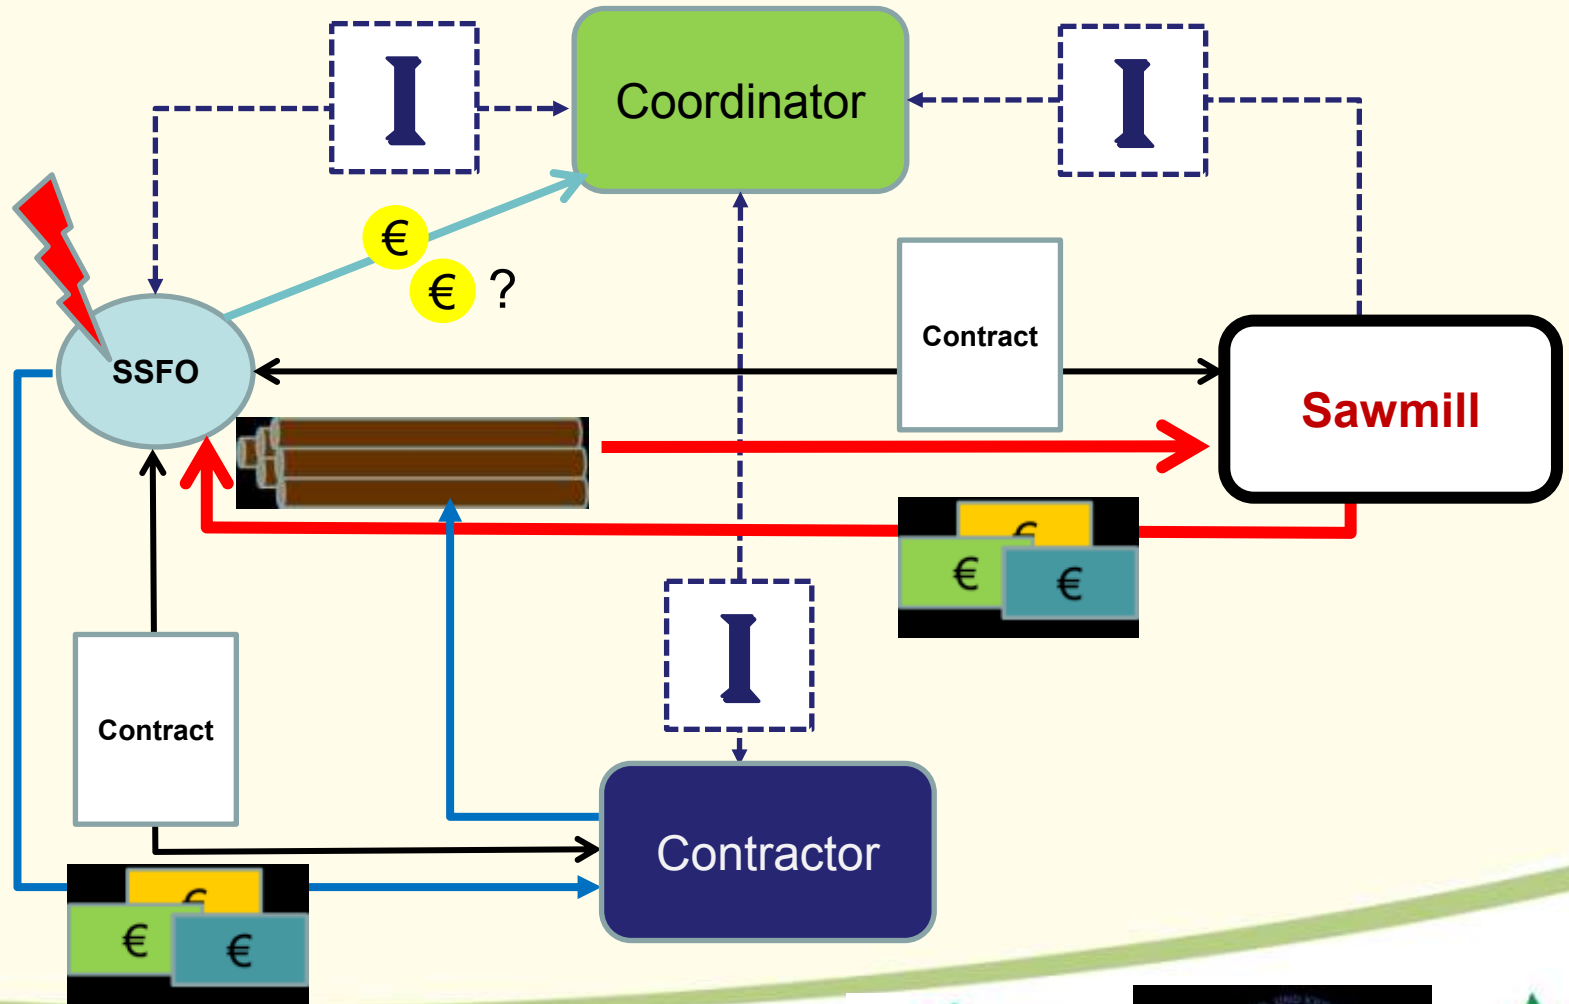 I
Coordinator
I
€
€ ?
Contract
SSFO
Sawmill
€
€
€
I
Contract
Contractor
€
€
€